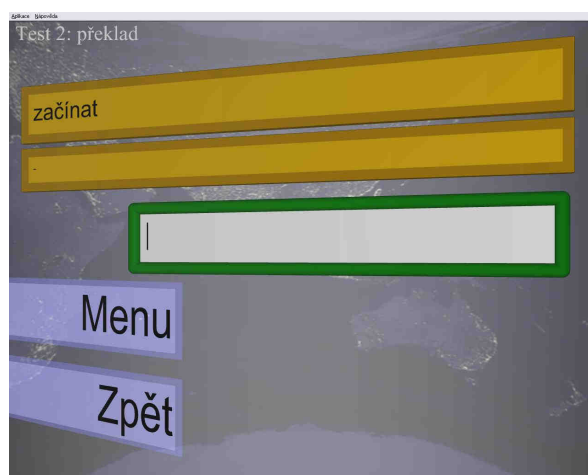 Aplikace Nápověda
Test 2: překlad
začínat
-
Menu
Zpět